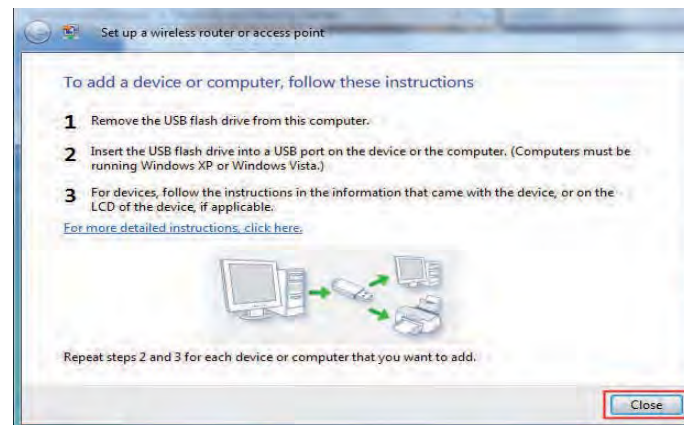 Set up a wireless router or access point
To add a device or computer, follow these instructions
1 Remove the USB flash drive from this computer.
2 Insert the USB flash drive into a USB port on the device or the computer. (Computers must be
running Windows XP or Windows Vista.)
3 For devices, follow the instructions in the information that came with the device, or on the
LCD of the device, if applicable.
For more detailed instructions, click here.
Repeat steps 2 and 3 for each device or computer that you want to add.
Close